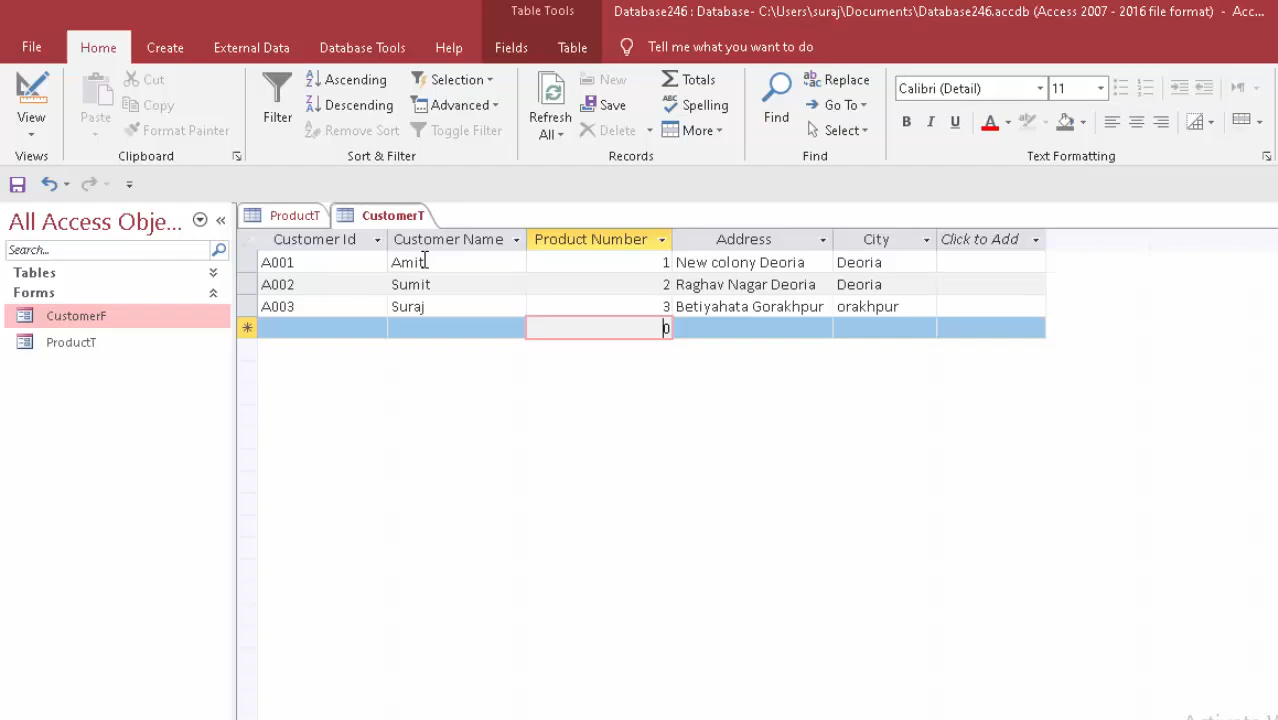 Table Tools
Database246 : Database- C:\Users\suraj\Documents\Database246.accdb (Access 2007 - 2016 file format) - Acc...
File Home Create External Data Database Tools Help Fields Table Tell me what you want to do
View
Views
Paste
Cut
Copy
Format Painter
Clipboard
Filter
Ascending
Descending
Remove Sort
Selection
Advanced
Toggle Filter
Sort & Filter
Refresh
All
New
Save
Delete
Totals
Spelling
More
Records
Find
Replace
Go To
Select
Find
Calibri (Detail) 11
B I U A
Text Formatting
All Access Obje...
Search...
Tables
Forms
CustomerF
ProductT
ProductT CustomerT
Customer Id Customer Name Product Number Address City Click to Add
A001 Amit 1 New colony Deoria Deoria
A002 Sumit 2 Raghav Nagar Deoria Deoria
A003 Suraj 3 Betiyahata Gorakhpur orakhpur
0